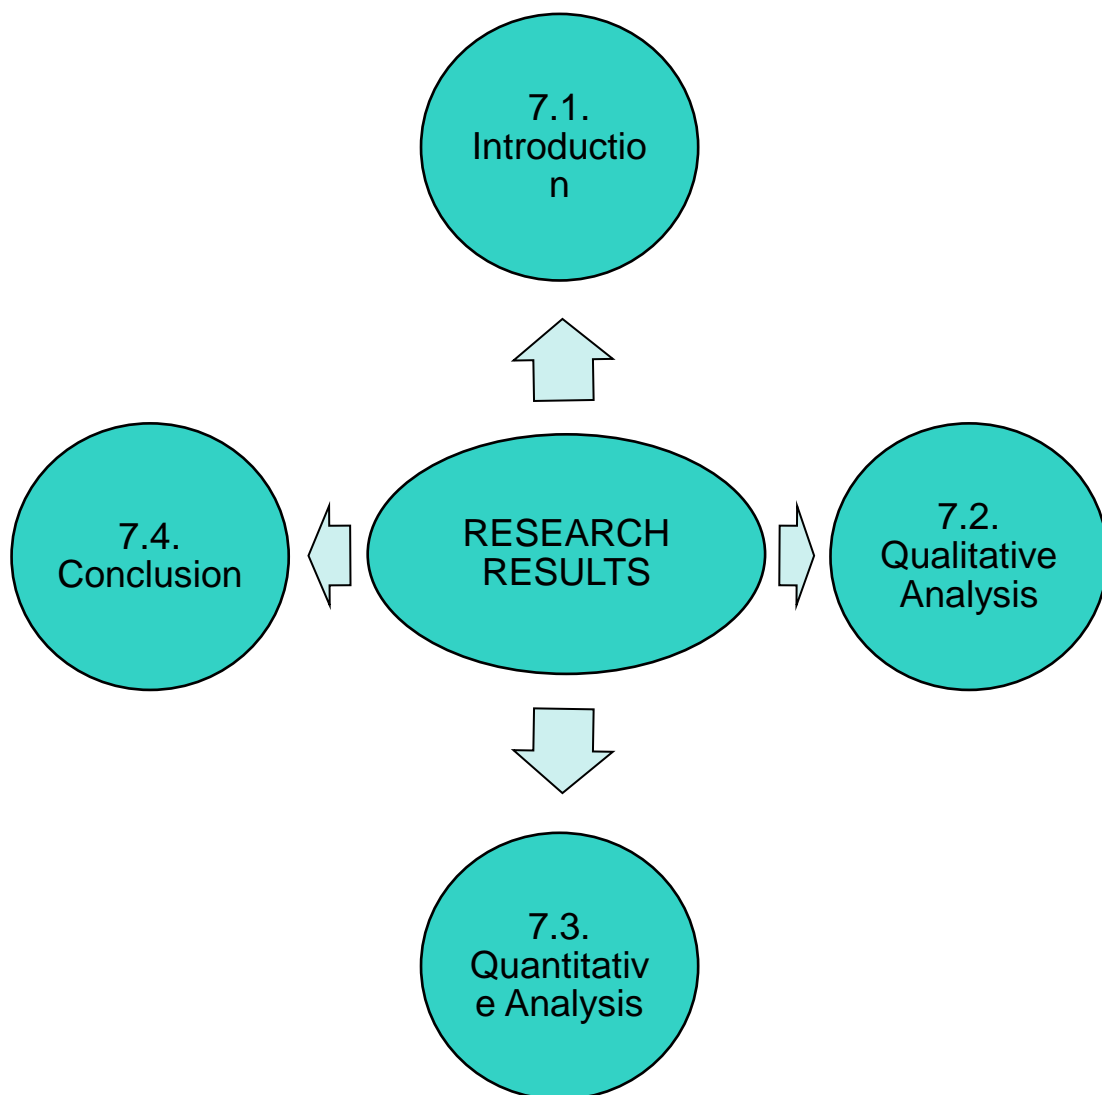 7.1.
Introductio
n
7.4.
Conclusion
RESEARCH
RESULTS
7.2.
Qualitative
Analysis
7.3.
Quantitativ
e Analysis